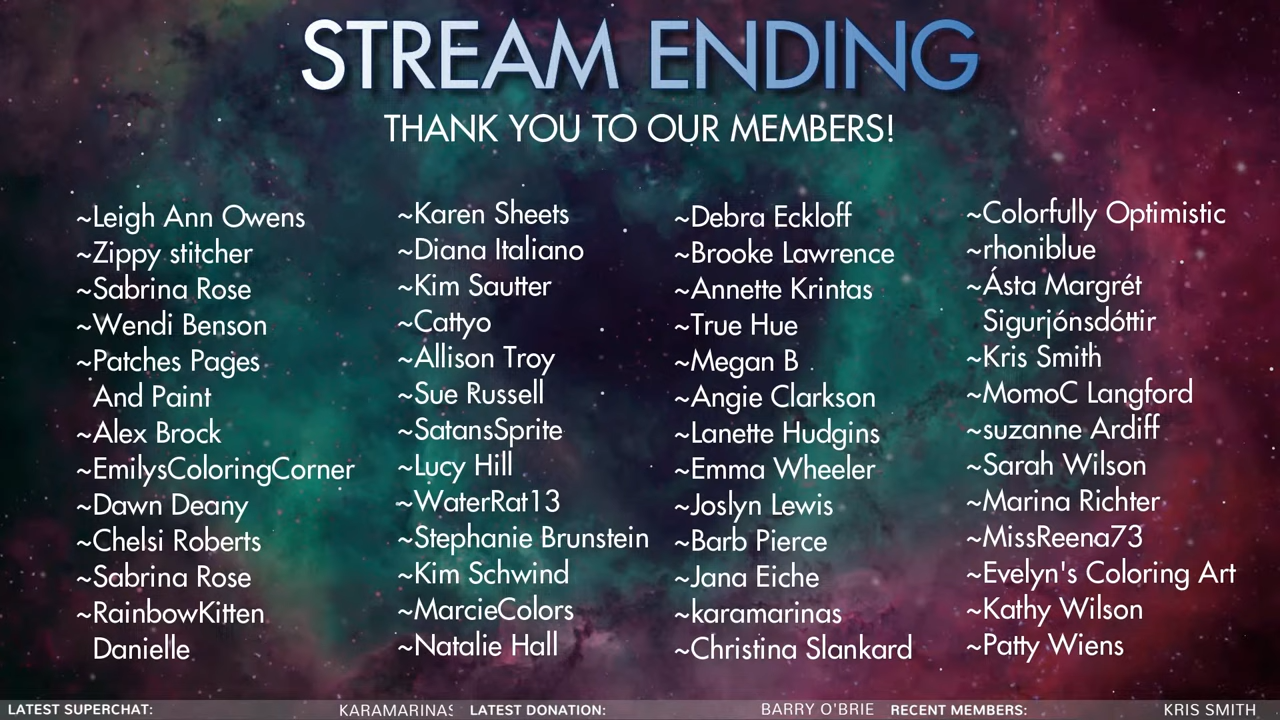 STREAM ENDING
THANK YOU TO OUR MEMBERS!
~Leigh Ann Owens
~Zippy stitcher
~Sabrina Rose
~Wendi Benson
~Patches Pages
And Paint
~Alex Brock
~EmilysColoringCorner
~Dawn Deany
~Chelsi Roberts
~Sabrina Rose
~RainbowKitten
Danielle
~Karen Sheets
~Diana Italiano
~Kim Sautter
~Cattyo
~Allison Troy
~Sue Russell
~SatansSprite
~Lucy Hill
~WaterRat13
~Stephanie Brunstein
~Kim Schwind
~MarcieColors
~Natalie Hall
~Debra Eckloff
~Brooke Lawrence
~Annette Krintas
~True Hue
~Megan B
~Angie Clarkson
~Lanette Hudgins
~Emma Wheeler
~Joslyn Lewis
~Barb Pierce
~Jana Eiche
~karamarinas
~Christina Slankard
~Colorfully Optimistic
~rhoniblue
~Ásta Margrét
Sigurjónsdóttir
~Kris Smith
~MomoC Langford
~suzanne Ardiff
~Sarah Wilson
~Marina Richter
~MissReena73
~Evelyn's Coloring Art
~Kathy Wilson
~Patty Wiens
LATEST SUPERCHAT: KARAMARINAS LATEST DONATION: BARRY O'BRIE RECENT MEMBERS: KRIS SMITH